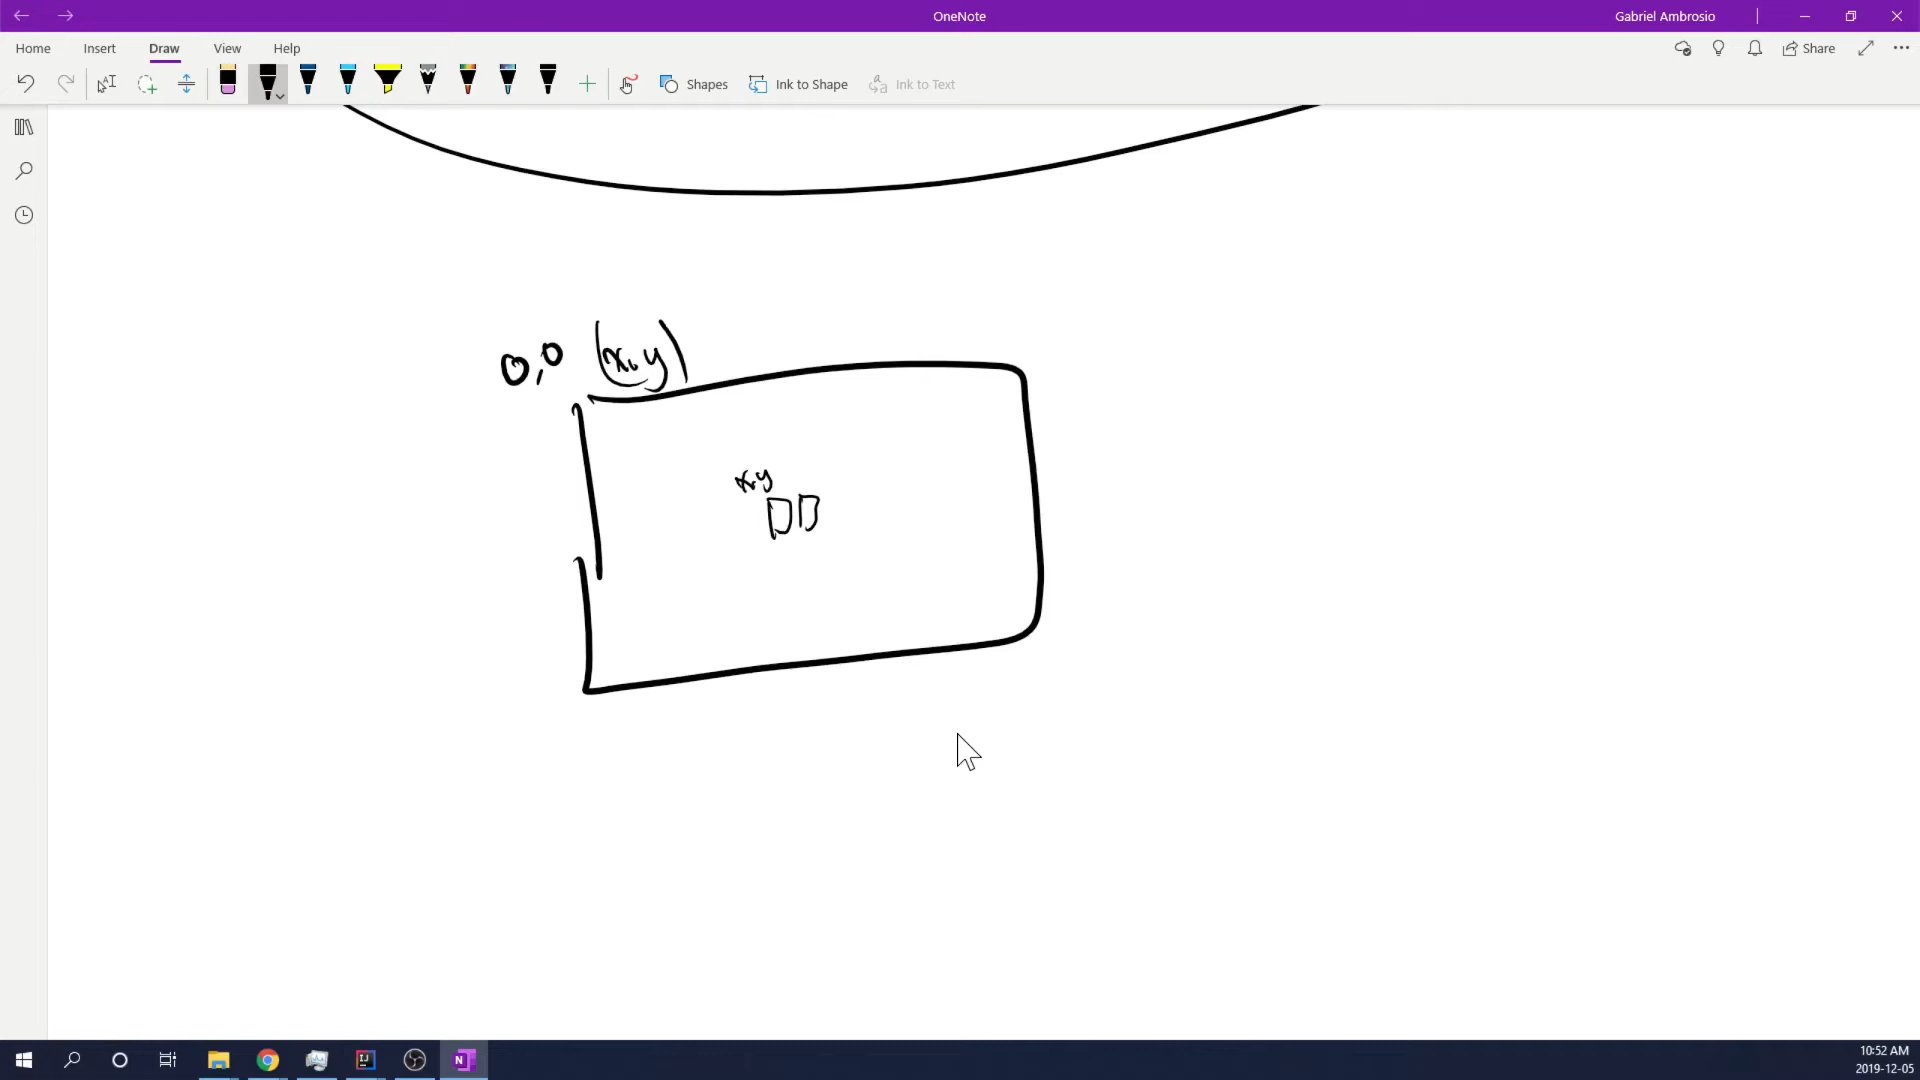 OneNote
Gabriel Ambrosio
Home Insert Draw View Help
Share
Shapes
Ink to Shape
Ink to Text
0,0 (x,y)
x,y
10:52 AM
2019-12-05